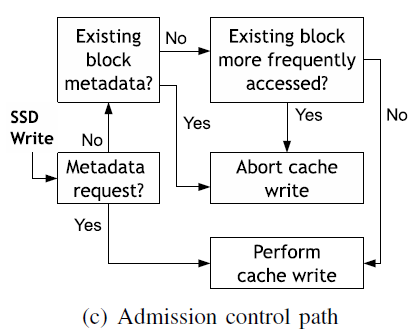 Existing
block
metadata?
No
Existing block
more frequently
accessed?
Yes
Yes
No
SSD
Write
No
Metadata
request?
Abort cache
write
Yes
Perform
cache write
(c) Admission control path